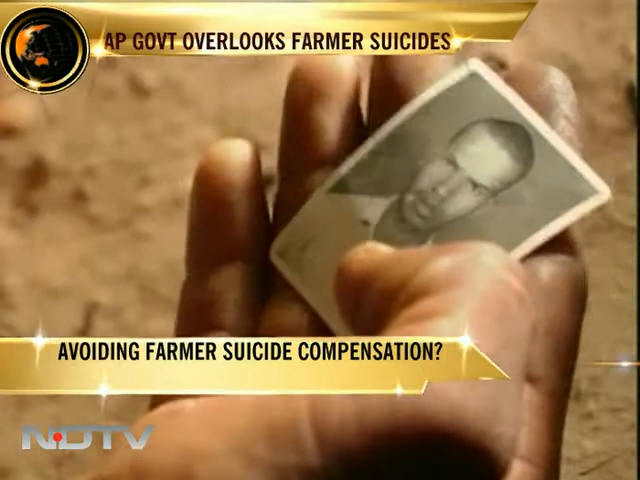 AP GOVT OVERLOOKS FARMER SUICIDES
AVOIDING FARMER SUICIDE COMPENSATION?
NDTV